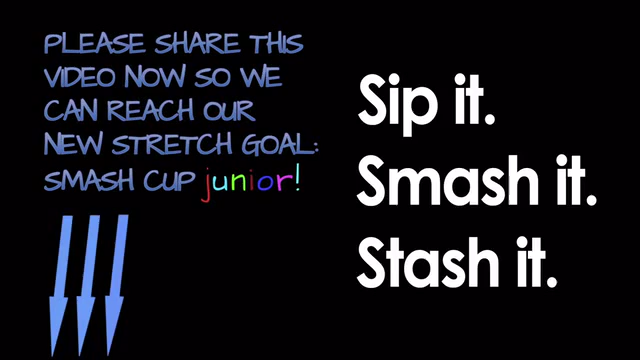 PLEASE SHARE THIS
VIDEO NOW SO WE
CAN REACH OUR
NEW STRETCH GOAL:
SMASH CUP junior!
Sip it.
Smash it.
Stash it.